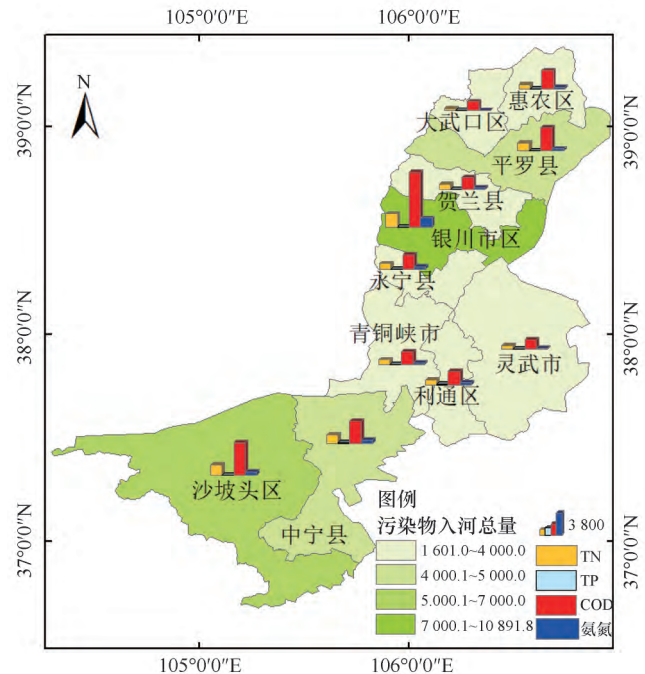 105°0′0″E 106°0′0″E
N
39°0′0″N 39°0′0″N
惠农区
大武口区
平罗县
贺兰县
银川市区
永宁县
38°0′0″N 38°0′0″N
青铜峡市
灵武市
利通区
沙坡头区
中宁县
37°0′0″N 37°0′0″N
图例
污染物入河总量
1 601.0~4 000.0
4 000.1~5 000.0
5 000.1~7 000.0
7 000.1~10 891.8
3 800
TN
TP
COD
氨氮
105°0′0″E 106°0′0″E